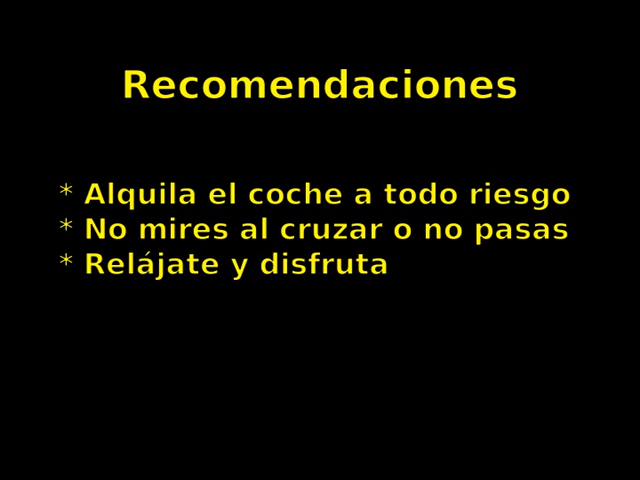 Recomendaciones
* Alquila el coche a todo riesgo
* No mires al cruzar o no pasas
* Relájate y disfruta